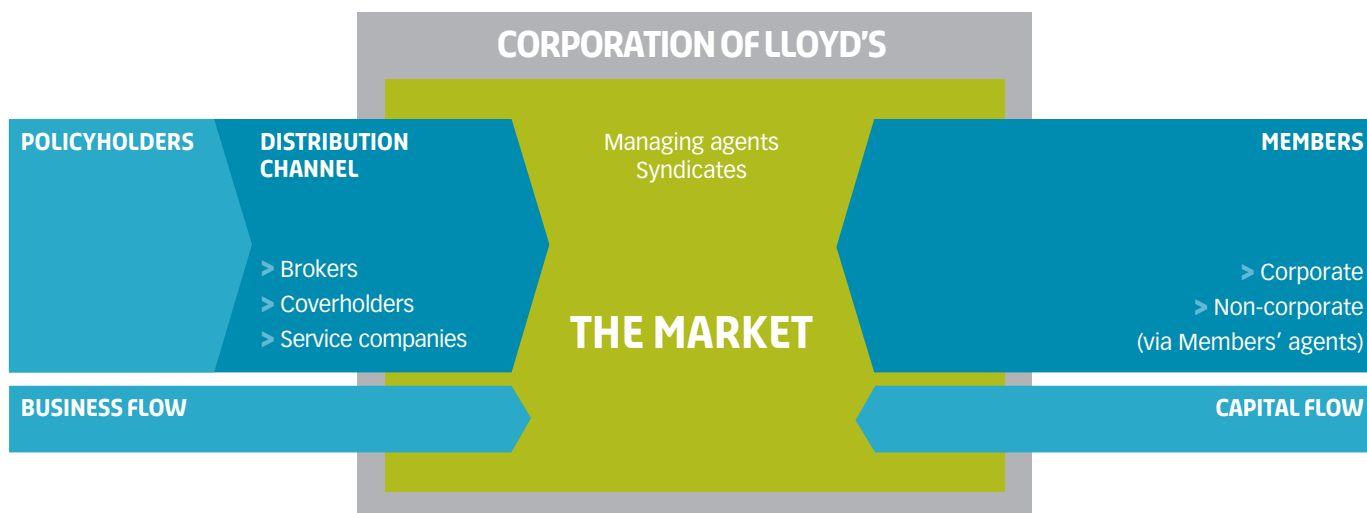 CORPORATION OF LLOYD'S
POLICYHOLDERS
DISTRIBUTION
CHANNEL
> Brokers
> Coverholders
> Service companies
Managing agents
Syndicates
THE MARKET
MEMBERS
> Corporate
> Non-corporate
(via Members' agents)
BUSINESS FLOW
CAPITAL FLOW